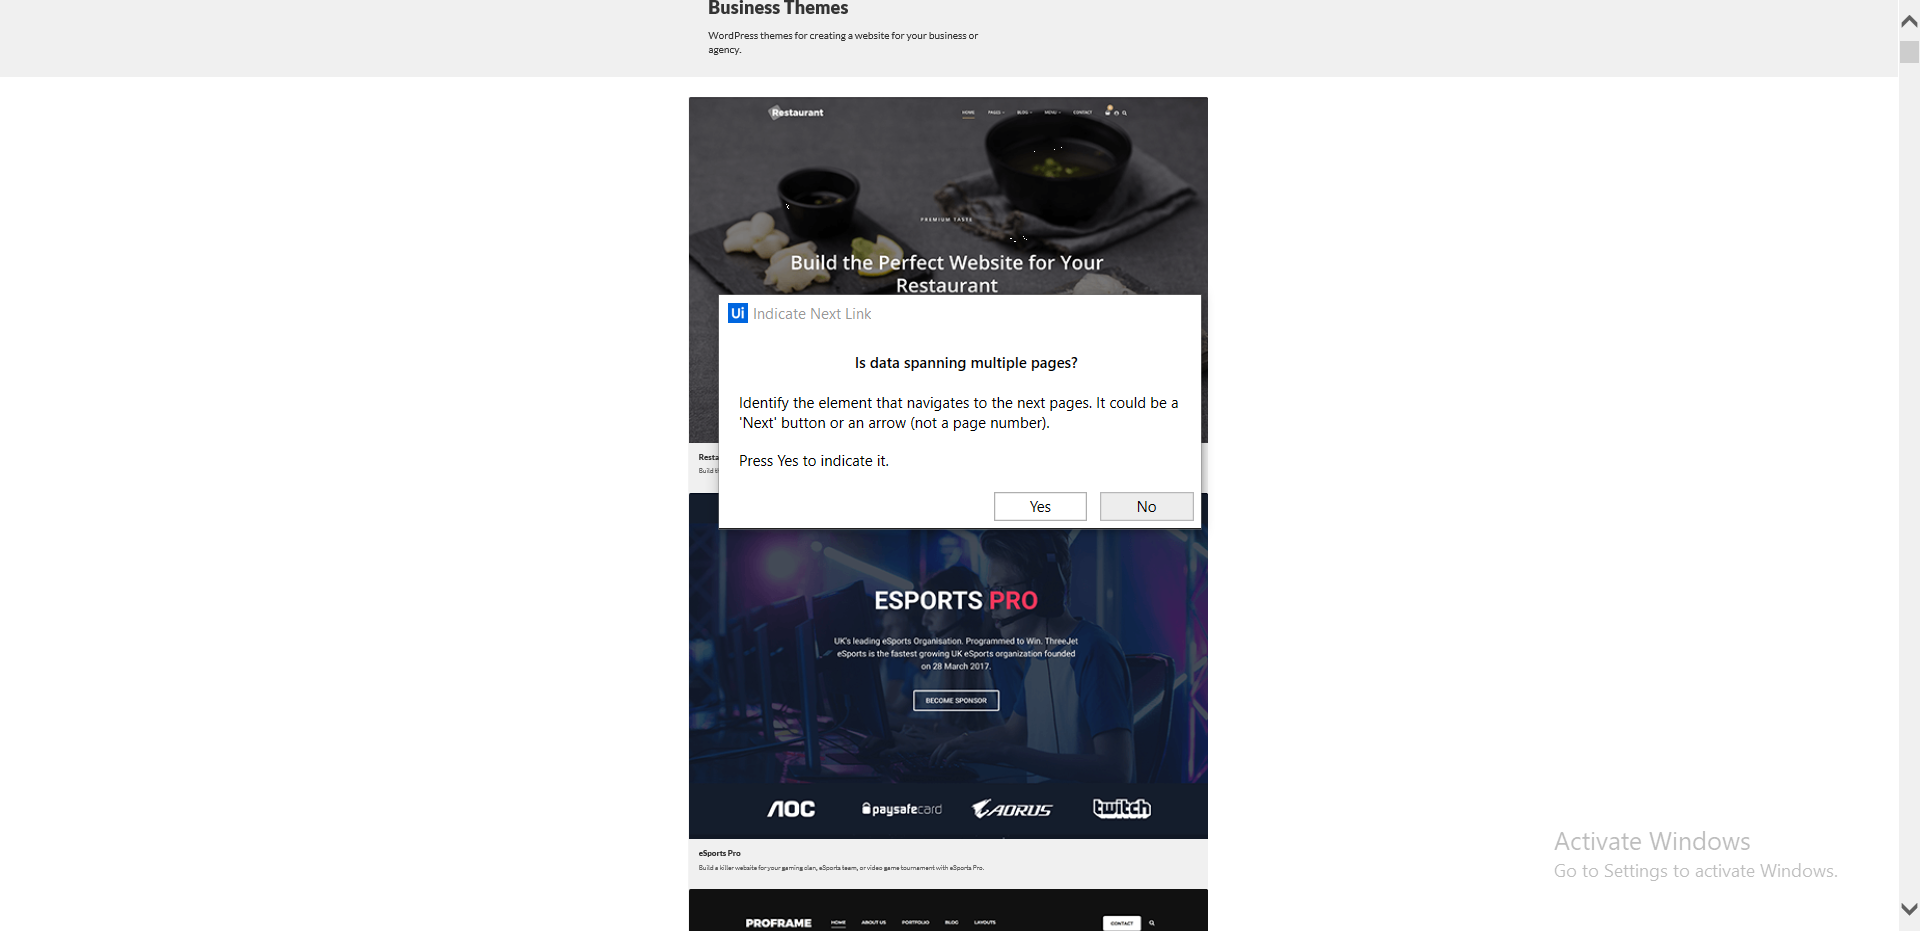 Business Themes
WordPress themes for creating a website for your business or
agency.
Restaurant
HOME PAGES BLOG MENU CONTACT
PREMIUM TASTE
Build the Perfect Website for Your
Restaurant
Ui Indicate Next Link
Is data spanning multiple pages?
Identify the element that navigates to the next pages. It could be a
'Next' button or an arrow (not a page number).
Press Yes to indicate it.
Yes No
Resta
Build th
ESPORTS PRO
UK's leading eSports Organisation. Programmed to Win. ThreeJet
eSports is the fastest growing UK eSports organization founded
on 28 March 2017.
BECOME SPONSOR
AOC paysafecard AORUS twitch
eSports Pro
Build a killer website for your gaming clan, eSports team, or video game tournament with eSports Pro.
PROFRAME HOME ABOUT US PORTFOLIO BLOG LAYOUTS CONTACT
Activate Windows
Go to Settings to activate Windows.